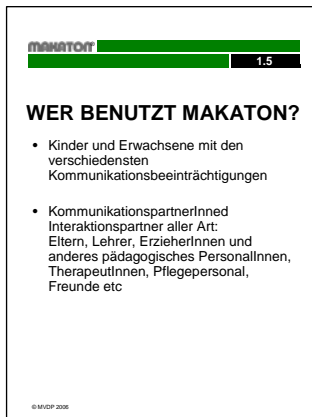 MAKATON
1.5
WER BENUTZT MAKATON?
• Kinder und Erwachsene mit den
verschiedensten
Kommunikationsbeeinträchtigungen
• KommunikationspartnerInned
Interaktionspartner aller Art:
Eltern, Lehrer, ErzieherInnen und
anderes pädagogisches PersonalInnen,
TherapeutInnen, Pflegepersonal,
Freunde etc
© MVDP 2006